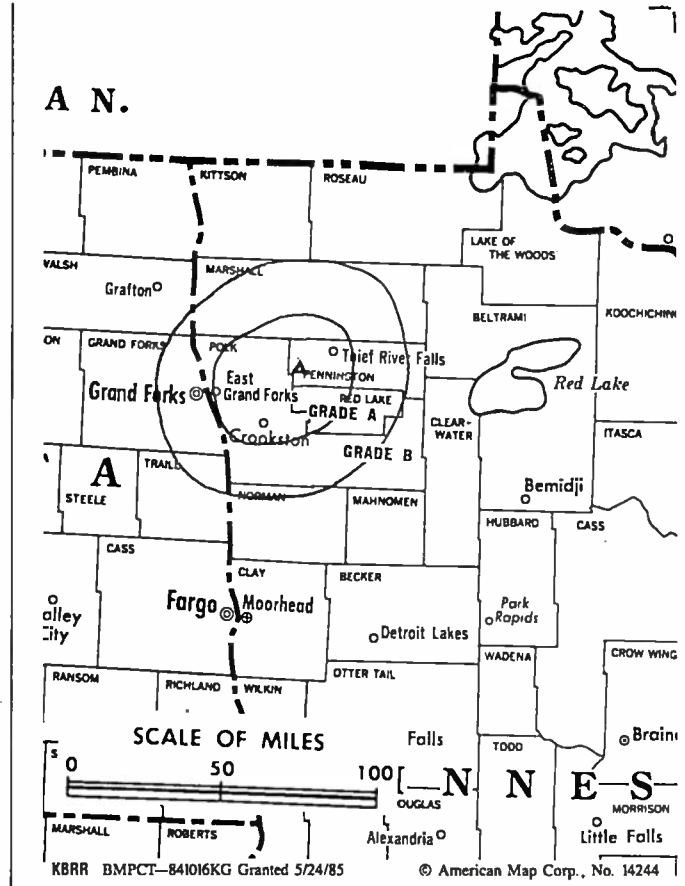 A N.
PEMBINA
KITTSON
ROSEAU
LAKE OF
THE WOODS
WALSH
MARSHALL
Grafton
BELTRAMI
KOOCHICHIN
ON
GRAND FORKS
POLK
Thief River Falls
PENNINGTON
Red Lake
East
Grand Forks
Grand Forks
RED LAKE
GRADE A
Crookston
CLEAR-
WATER
ITASCA
GRADE B
TRAILL
A
STEELE
NORMAN
MAHNOMEN
Bemidji
HUBBARD
CASS
CASS
CLAY
BECKER
Fargo
Moorhead
Park
Rapids
alley
City
Detroit Lakes
WADENA
CROW WING
RANSOM
RICHLAND
WILKIN
OTTER TAIL
SCALE OF MILES
Falls
TODD
Brain
S
0 50 100
N N E S
OUGLAS
MORRISON
MARSHALL
ROBERTS
Alexandria
Little Falls
KBRR BMPCT—841016KG Granted 5/24/85
© American Map Corp., No. 14244